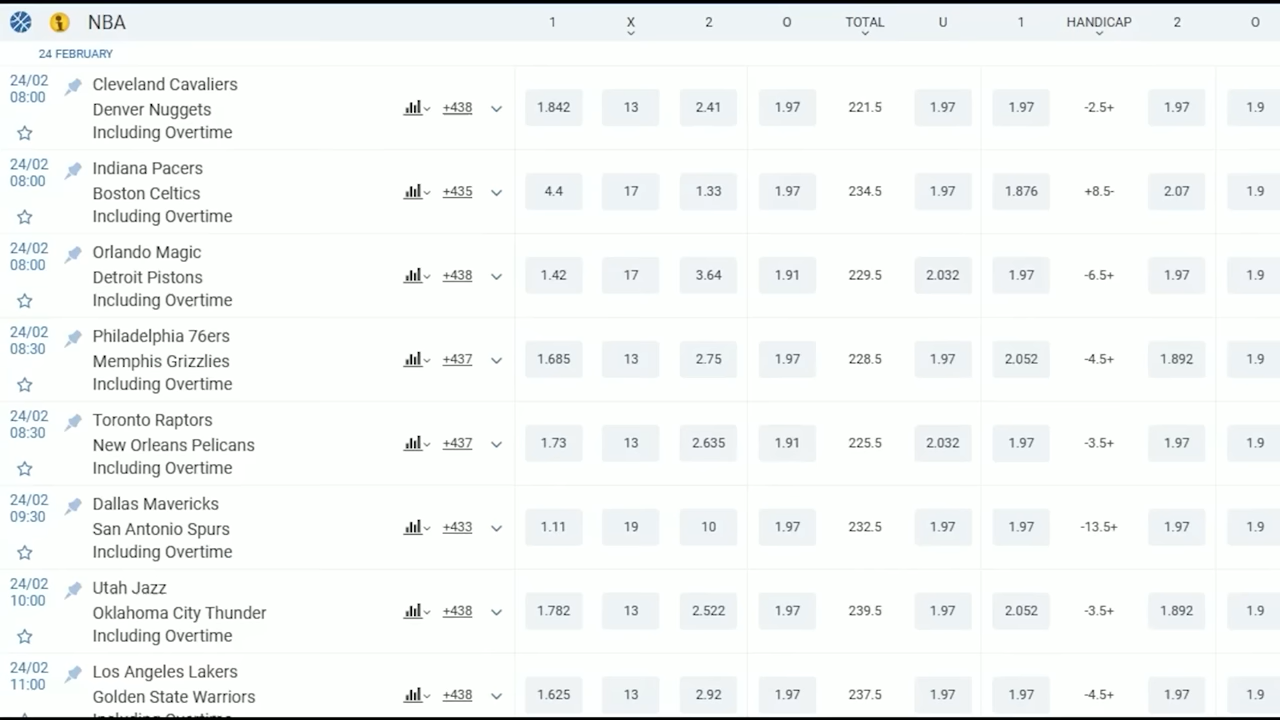 NBA 1 X 2 O TOTAL U 1 HANDICAP 2 O
24 FEBRUARY
24/02 08:00 Cleveland Cavaliers
Denver Nuggets +438 1.842 13 2.41 1.97 221.5 1.97 1.97 -2.5+ 1.97 1.9
Including Overtime
24/02 08:00 Indiana Pacers
Boston Celtics +435 4.4 17 1.33 1.97 234.5 1.97 1.876 +8.5- 2.07 1.9
Including Overtime
24/02 08:00 Orlando Magic
Detroit Pistons +438 1.42 17 3.64 1.91 229.5 2.032 1.97 -6.5+ 1.97 1.9
Including Overtime
24/02 08:30 Philadelphia 76ers
Memphis Grizzlies +437 1.685 13 2.75 1.97 228.5 1.97 2.052 -4.5+ 1.892 1.9
Including Overtime
24/02 08:30 Toronto Raptors
New Orleans Pelicans +437 1.73 13 2.635 1.91 225.5 2.032 1.97 -3.5+ 1.97 1.9
Including Overtime
24/02 09:30 Dallas Mavericks
San Antonio Spurs +433 1.11 19 10 1.97 232.5 1.97 1.97 -13.5+ 1.97 1.9
Including Overtime
24/02 10:00 Utah Jazz
Oklahoma City Thunder +438 1.782 13 2.522 1.97 239.5 1.97 2.052 -3.5+ 1.892 1.9
Including Overtime
24/02 11:00 Los Angeles Lakers
Golden State Warriors +438 1.625 13 2.92 1.97 237.5 1.97 1.97 -4.5+ 1.97 1.9